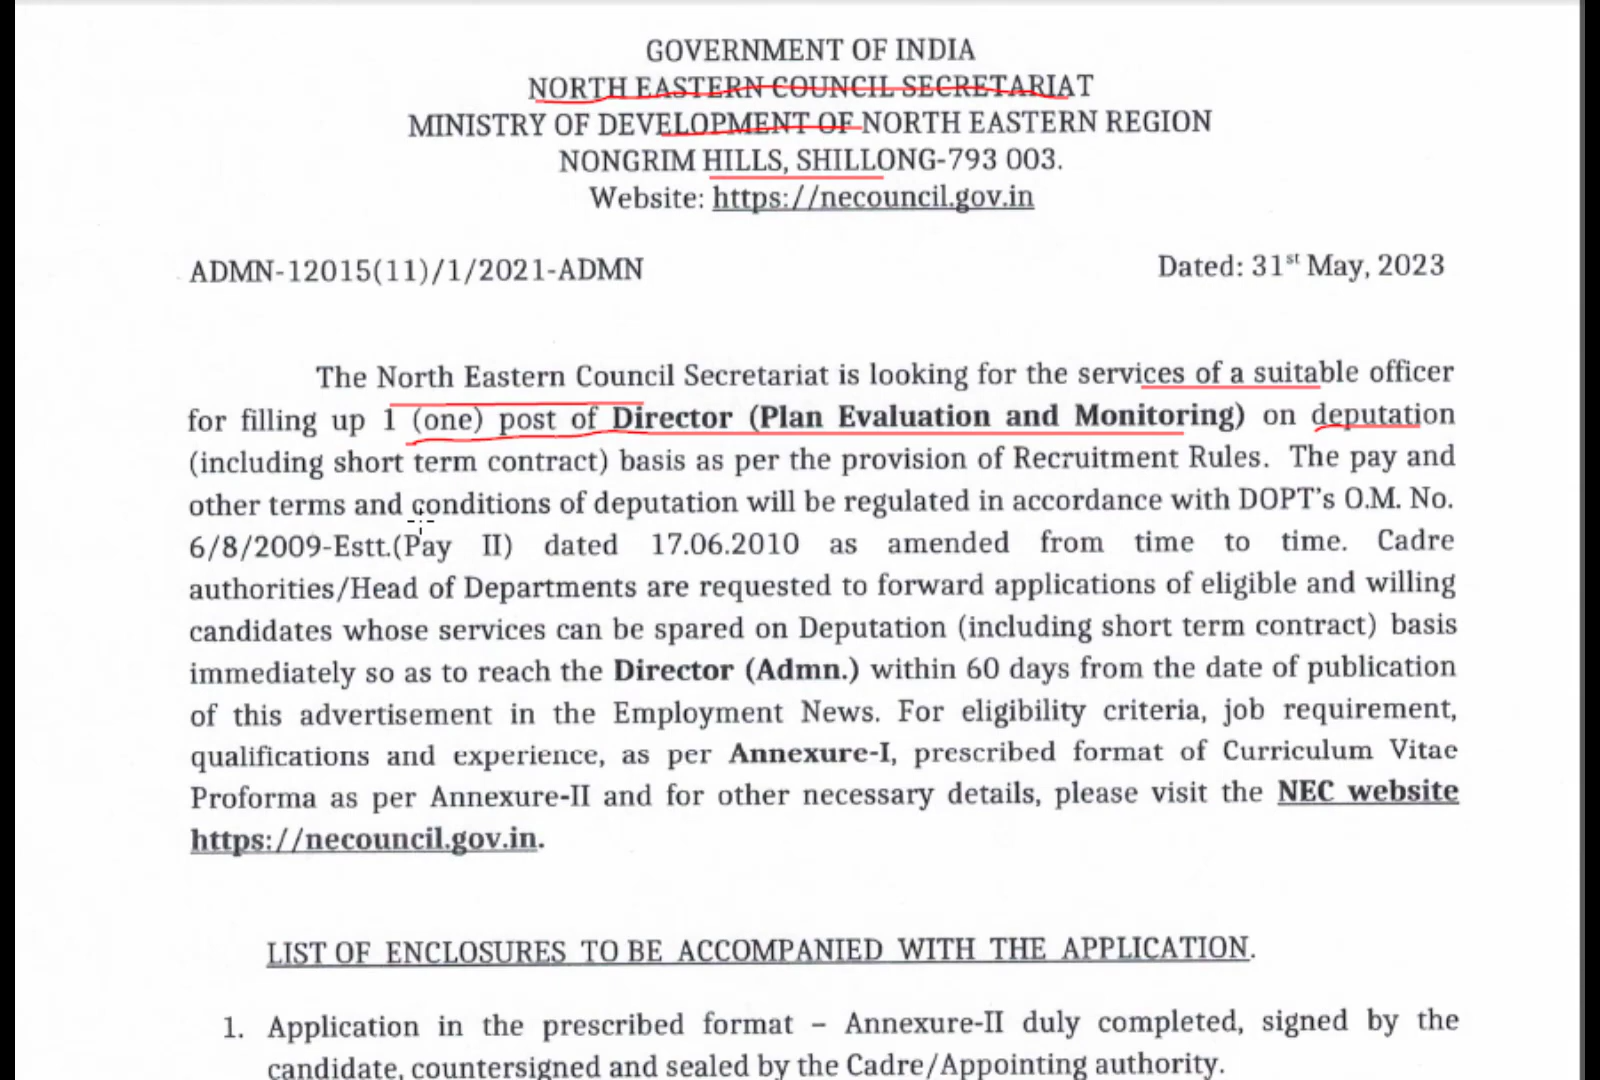 GOVERNMENT OF INDIA
NORTH EASTERN COUNCIL SECRETARIAT
MINISTRY OF DEVELOPMENT OF NORTH EASTERN REGION
NONGRIM HILLS, SHILLONG-793 003.
Website: https://necouncil.gov.in
ADMN-12015(11)/1/2021-ADMN Dated: 31st May, 2023
The North Eastern Council Secretariat is looking for the services of a suitable officer
for filling up 1 (one) post of Director (Plan Evaluation and Monitoring) on deputation
(including short term contract) basis as per the provision of Recruitment Rules. The pay and
other terms and conditions of deputation will be regulated in accordance with DOPT's O.M. No.
6/8/2009-Estt.(Pay II) dated 17.06.2010 as amended from time to time. Cadre
authorities/Head of Departments are requested to forward applications of eligible and willing
candidates whose services can be spared on Deputation (including short term contract) basis
immediately so as to reach the Director (Admn.) within 60 days from the date of publication
of this advertisement in the Employment News. For eligibility criteria, job requirement,
qualifications and experience, as per Annexure-I, prescribed format of Curriculum Vitae
Proforma as per Annexure-II and for other necessary details, please visit the NEC website
https://necouncil.gov.in.
LIST OF ENCLOSURES TO BE ACCOMPANIED WITH THE APPLICATION.
1. Application in the prescribed format – Annexure-II duly completed, signed by the
candidate, countersigned and sealed by the Cadre/Appointing authority.